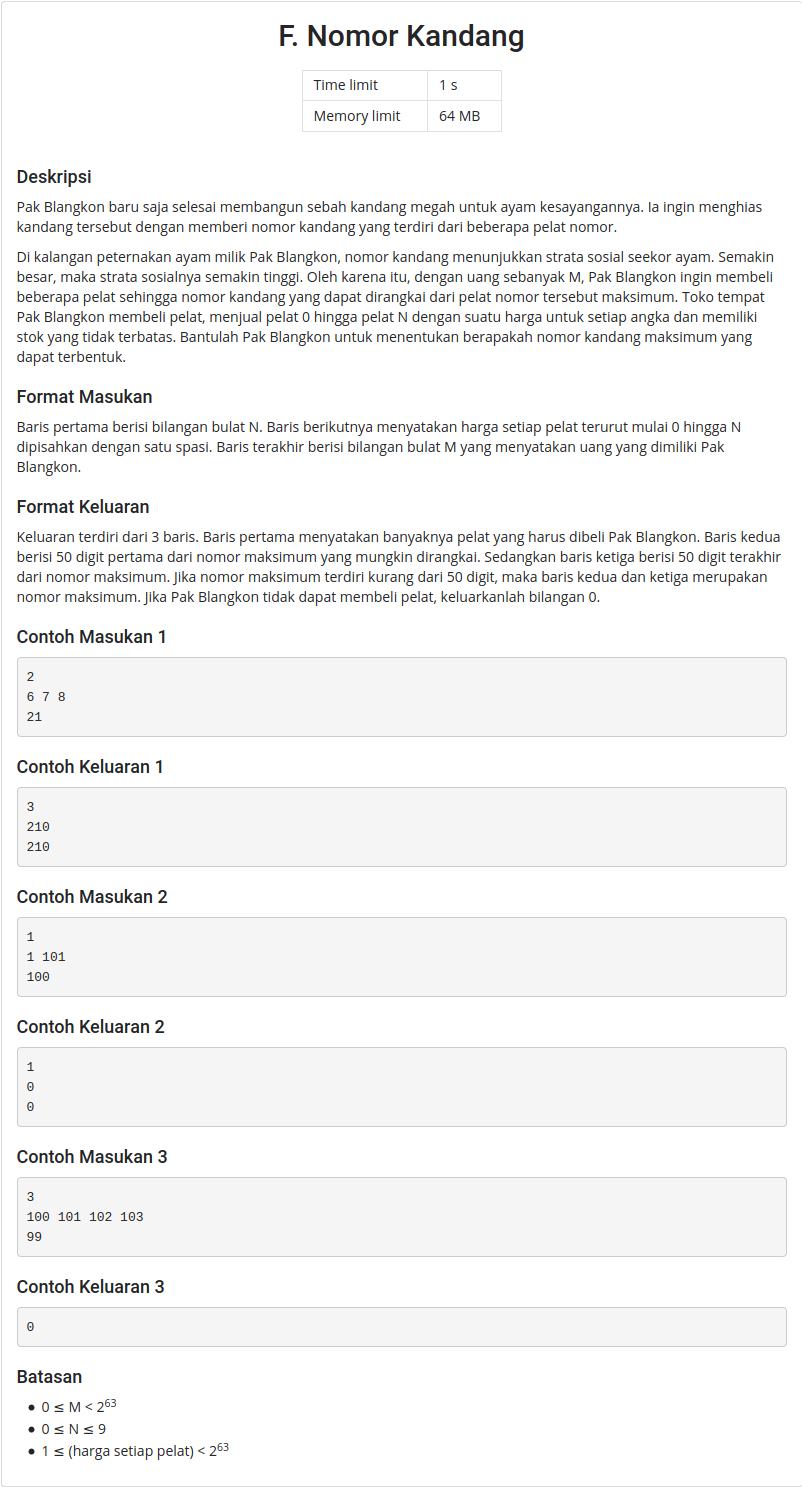 F. Nomor Kandang
Time limit 1 s
Memory limit 64 MB
Deskripsi
Pak Blangkon baru saja selesai membangun sebah kandang megah untuk ayam kesayangannya. Ia ingin menghias
kandang tersebut dengan memberi nomor kandang yang terdiri dari beberapa pelat nomor.
Di kalangan peternakan ayam milik Pak Blangkon, nomor kandang menunjukkan strata sosial seekor ayam. Semakin
besar, maka strata sosialnya semakin tinggi. Oleh karena itu, dengan uang sebanyak M, Pak Blangkon ingin membeli
beberapa pelat sehingga nomor kandang yang dapat dirangkai dari pelat nomor tersebut maksimum. Toko tempat
Pak Blangkon membeli pelat, menjual pelat 0 hingga pelat N dengan suatu harga untuk setiap angka dan memiliki
stok yang tidak terbatas. Bantulah Pak Blangkon untuk menentukan berapakah nomor kandang maksimum yang
dapat terbentuk.
Format Masukan
Baris pertama berisi bilangan bulat N. Baris berikutnya menyatakan harga setiap pelat terurut mulai 0 hingga N
dipisahkan dengan satu spasi. Baris terakhir berisi bilangan bulat M yang menyatakan uang yang dimiliki Pak
Blangkon.
Format Keluaran
Keluaran terdiri dari 3 baris. Baris pertama menyatakan banyaknya pelat yang harus dibeli Pak Blangkon. Baris kedua
berisi 50 digit pertama dari nomor maksimum yang mungkin dirangkai. Sedangkan baris ketiga berisi 50 digit terakhir
dari nomor maksimum. Jika nomor maksimum terdiri kurang dari 50 digit, maka baris kedua dan ketiga merupakan
nomor maksimum. Jika Pak Blangkon tidak dapat membeli pelat, keluarkanlah bilangan 0.
Contoh Masukan 1
2
6 7 8
21
Contoh Keluaran 1
3
210
210
Contoh Masukan 2
1
1 101
100
Contoh Keluaran 2
1
0
0
Contoh Masukan 3
3
100 101 102 103
99
Contoh Keluaran 3
0
Batasan
• 0 ≤ M < 2⁶³
• 0 ≤ N ≤ 9
• 1 ≤ (harga setiap pelat) < 2⁶³